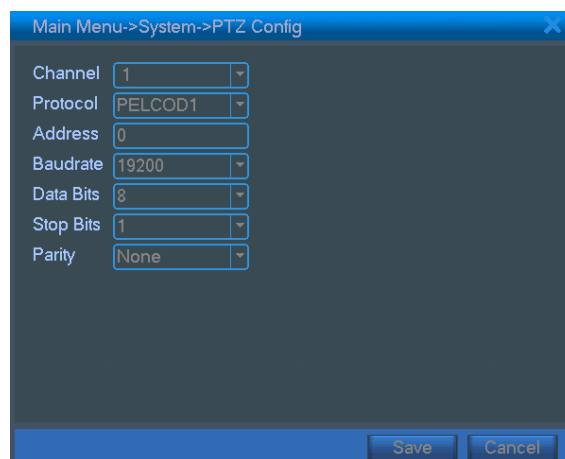 Main Menu->System->PTZ Config
Channel 1
Protocol PELCOD1
Address 0
Baudrate 19200
Data Bits 8
Stop Bits 1
Parity None
Save Cancel